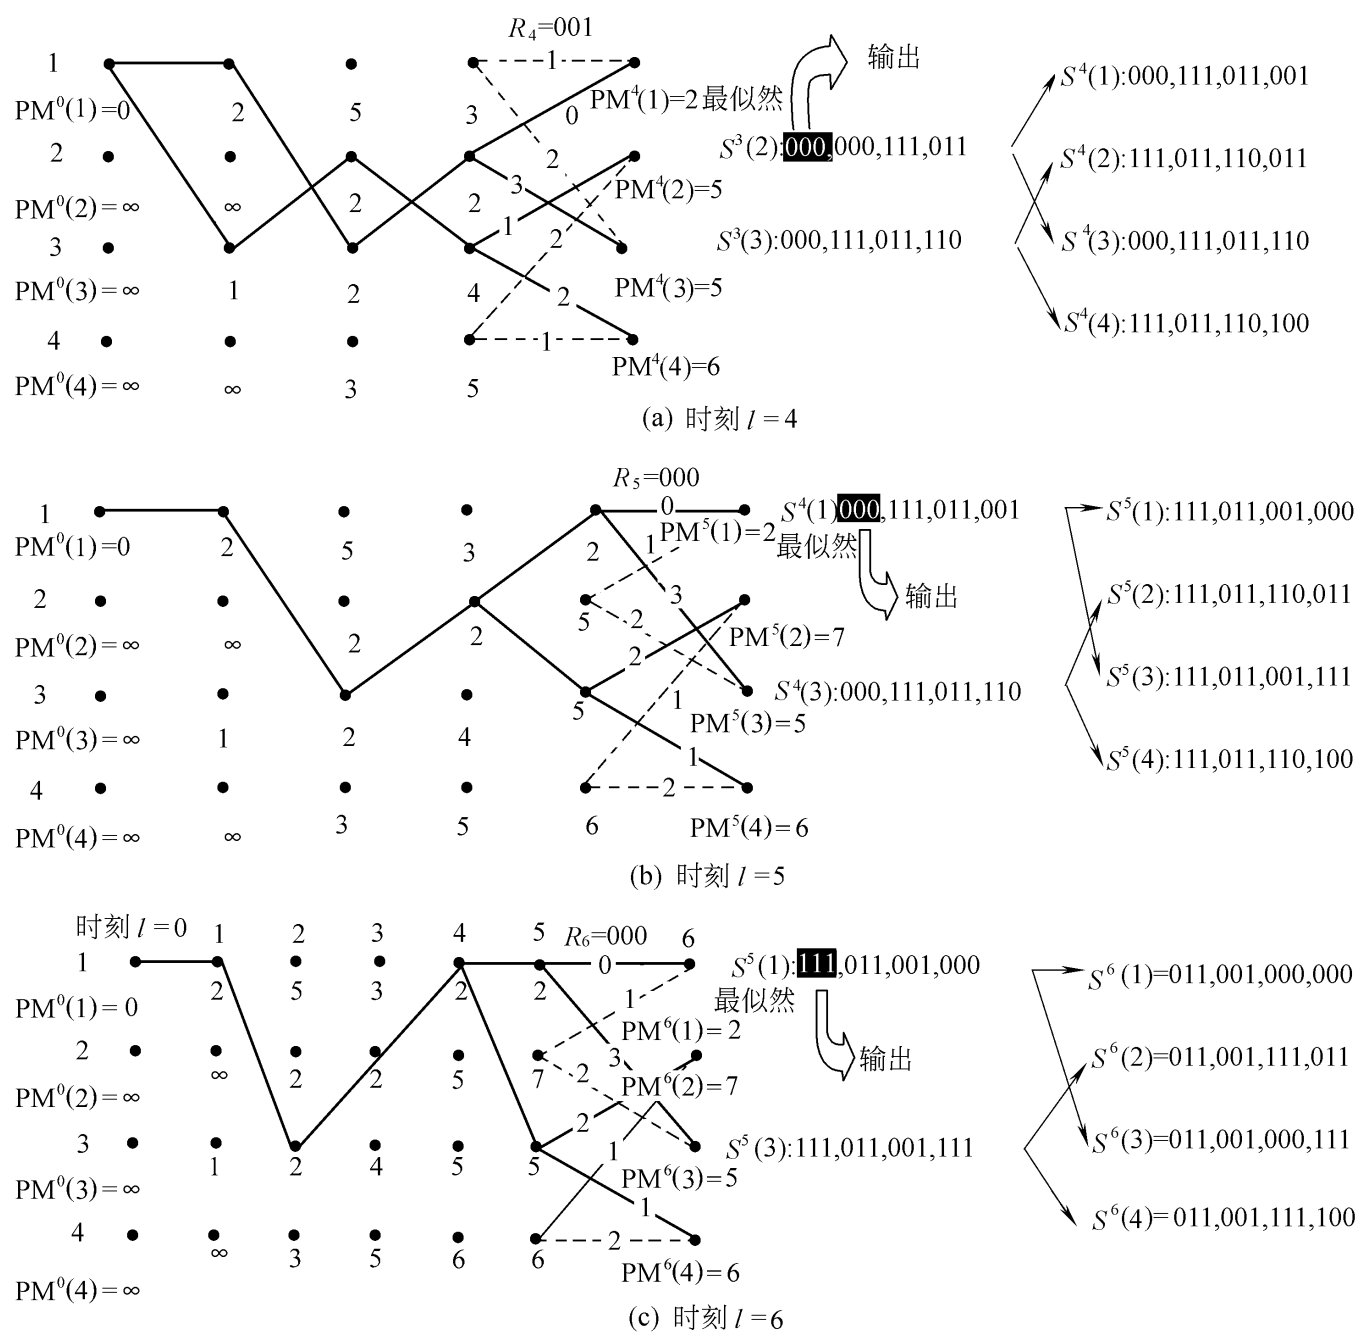 R₄=001
1 1 输出 S⁴(1):000,111,011,001
PM⁰(1)=0 2 5 3 0 PM⁴(1)=2 最似然
2 2 S³(2):000,000,111,011 S⁴(2):111,011,110,011
3 PM⁴(2)=5
PM⁰(2)=∞ ∞ 2 2 1
3 2 S³(3):000,111,011,110 S⁴(3):000,111,011,110
PM⁰(3)=∞ 1 2 4 2 PM⁴(3)=5
4 1 S⁴(4):111,011,110,100
PM⁰(4)=∞ ∞ 3 5 PM⁴(4)=6
(a) 时刻 l=4
R₅=000
1 0 S⁴(1)000,111,011,001 S⁵(1):111,011,001,000
PM⁰(1)=0 2 5 3 2 1 PM⁵(1)=2 最似然
2 3 输出 S⁵(2):111,011,110,011
5 2
PM⁰(2)=∞ ∞ 2 2 2 PM⁵(2)=7
3 1 S⁴(3):000,111,011,110 S⁵(3):111,011,001,111
PM⁰(3)=∞ 1 2 4 5 PM⁵(3)=5
1 S⁵(4):111,011,110,100
4 2
PM⁰(4)=∞ ∞ 3 5 6 PM⁵(4)=6
(b) 时刻 l=5
时刻 l=0 1 2 3 4 5 R₆=000 6
1 0 S⁵(1):111,011,001,000 S⁶(1)=011,001,000,000
PM⁰(1)=0 2 5 3 2 2 1 最似然
PM⁶(1)=2
2 3 输出 S⁶(2)=011,001,111,011
PM⁰(2)=∞ ∞ 2 2 5 7 2 PM⁶(2)=7
2
3 1 S⁵(3):111,011,001,111 S⁶(3)=011,001,000,111
PM⁰(3)=∞ 1 2 4 5 5 PM⁶(3)=5
1
4 2 S⁶(4)=011,001,111,100
PM⁰(4)=∞ ∞ 3 5 6 6 PM⁶(4)=6
(c) 时刻 l=6